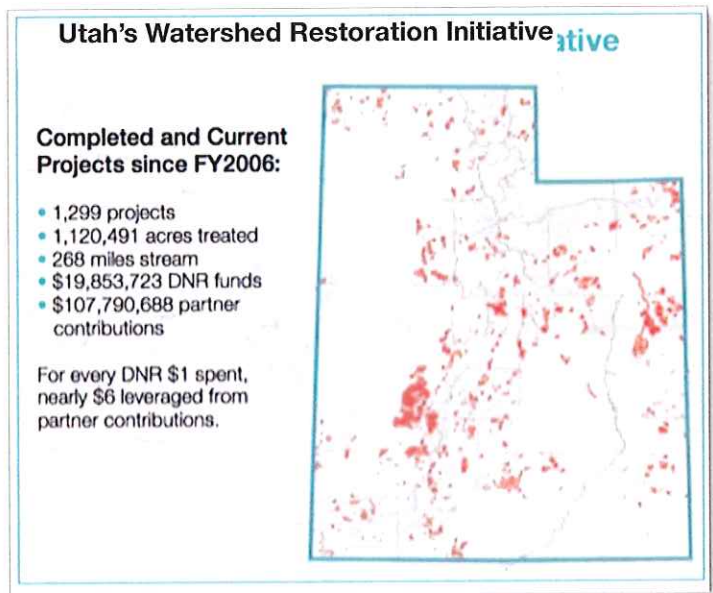 Utah's Watershed Restoration Initiative
ative
Completed and Current
Projects since FY2006:
• 1,299 projects
• 1,120,491 acres treated
• 268 miles stream
• $19,853,723 DNR funds
• $107,790,688 partner
contributions
For every DNR $1 spent,
nearly $6 leveraged from
partner contributions.